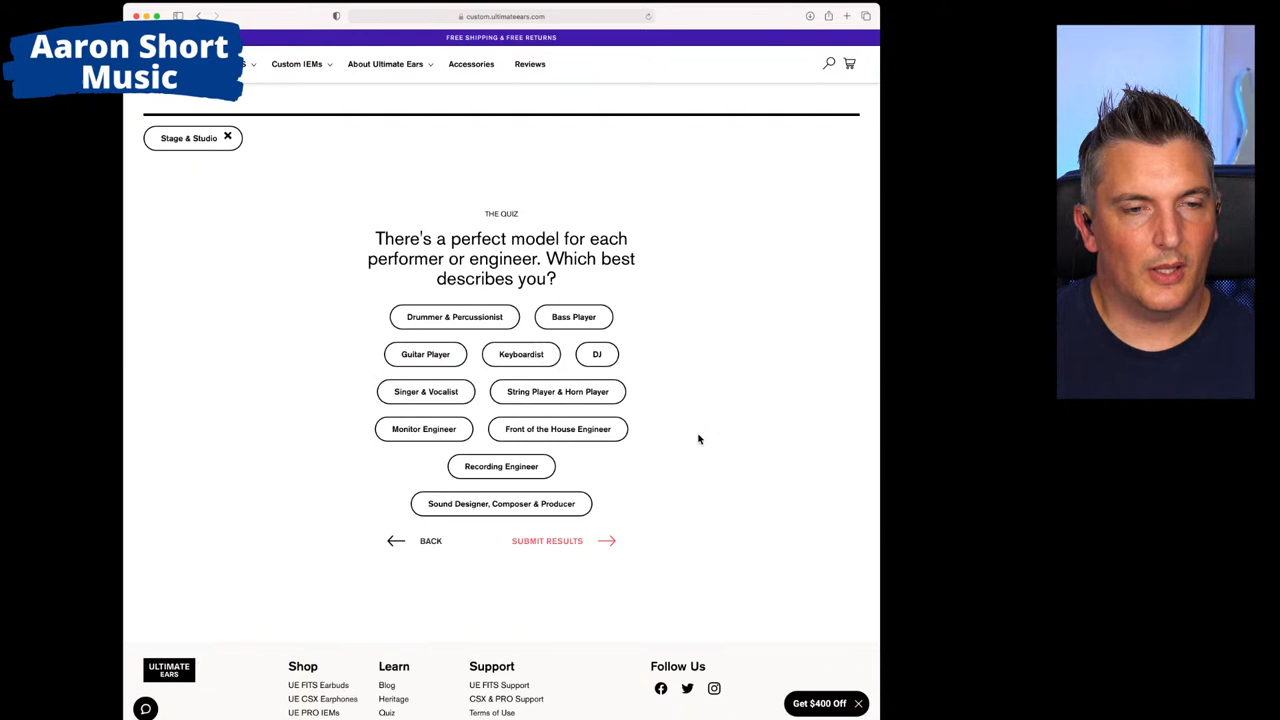 Aaron Short
Music
custom.ultimateears.com
FREE SHIPPING & FREE RETURNS
S
Custom IEMs
About Ultimate Ears
Accessories
Reviews
Stage & Studio
THE QUIZ
There's a perfect model for each
performer or engineer. Which best
describes you?
Drummer & Percussionist
Bass Player
Guitar Player
Keyboardist
DJ
Singer & Vocalist
String Player & Horn Player
Monitor Engineer
Front of the House Engineer
Recording Engineer
Sound Designer, Composer & Producer
BACK
SUBMIT RESULTS
ULTIMATE
EARS
Shop
UE FITS Earbuds
UE CSX Earphones
UE PRO IEMs
Learn
Blog
Heritage
Quiz
Support
UE FITS Support
CSX & PRO Support
Terms of Use
Follow Us
Get $400 Off